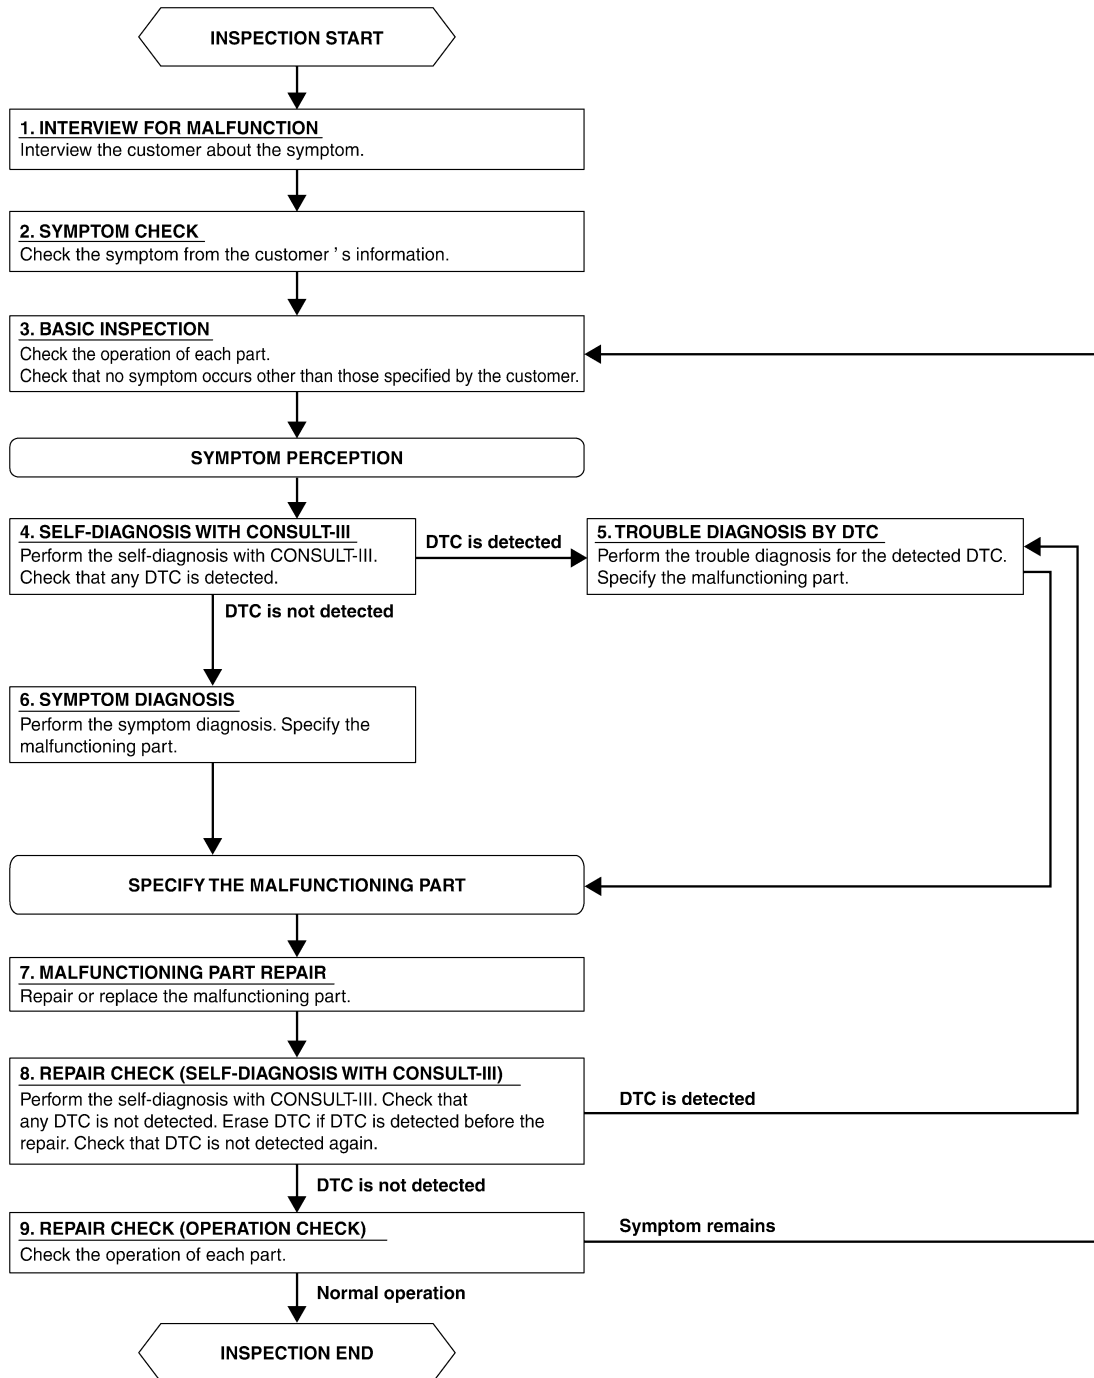 INSPECTION START
1. INTERVIEW FOR MALFUNCTION
Interview the customer about the symptom.
2. SYMPTOM CHECK
Check the symptom from the customer ’ s information.
3. BASIC INSPECTION
Check the operation of each part.
Check that no symptom occurs other than those specified by the customer.
SYMPTOM PERCEPTION
4. SELF-DIAGNOSIS WITH CONSULT-III
Perform the self-diagnosis with CONSULT-III.
Check that any DTC is detected.
DTC is detected
5. TROUBLE DIAGNOSIS BY DTC
Perform the trouble diagnosis for the detected DTC.
Specify the malfunctioning part.
DTC is not detected
6. SYMPTOM DIAGNOSIS
Perform the symptom diagnosis. Specify the
malfunctioning part.
SPECIFY THE MALFUNCTIONING PART
7. MALFUNCTIONING PART REPAIR
Repair or replace the malfunctioning part.
8. REPAIR CHECK (SELF-DIAGNOSIS WITH CONSULT-III)
Perform the self-diagnosis with CONSULT-III. Check that
any DTC is not detected. Erase DTC if DTC is detected before the
repair. Check that DTC is not detected again.
DTC is detected
DTC is not detected
9. REPAIR CHECK (OPERATION CHECK)
Check the operation of each part.
Symptom remains
Normal operation
INSPECTION END